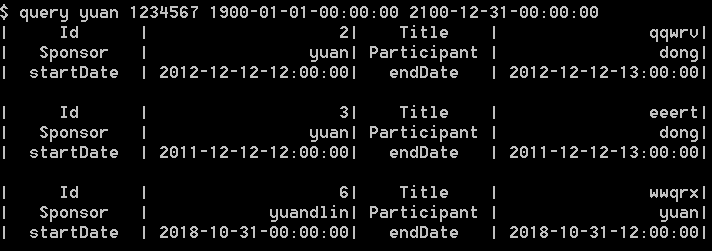 $ query yuan 1234567 1900-01-01-00:00:00 2100-12-31-00:00:00
| Id | 2| Title | qqwrv|
| Sponsor | yuan| Participant | dong|
| startDate | 2012-12-12-12:00:00| endDate | 2012-12-12-13:00:00|
| Id | 3| Title | eeert|
| Sponsor | yuan| Participant | dong|
| startDate | 2011-12-12-12:00:00| endDate | 2011-12-12-13:00:00|
| Id | 6| Title | wwqrx|
| Sponsor | yuandlin| Participant | yuan|
| startDate | 2018-10-31-00:00:00| endDate | 2018-10-31-12:00:00|